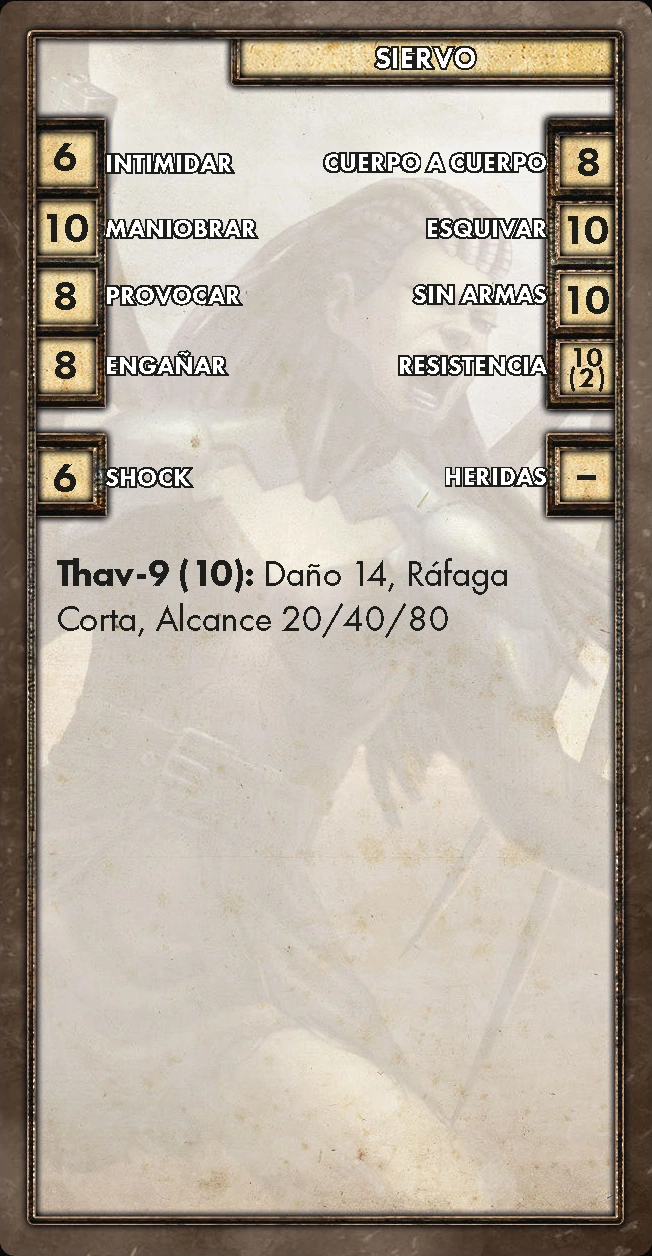 SIERVO
6 INTIMIDAR CUERPO A CUERPO 8
10 MANIOBRAR ESQUIVAR 10
8 PROVOCAR SIN ARMAS 10
8 ENGAÑAR RESISTENCIA 10
(2)
6 SHOCK HERIDAS –
Thav-9 (10): Daño 14, Ráfaga
Corta, Alcance 20/40/80